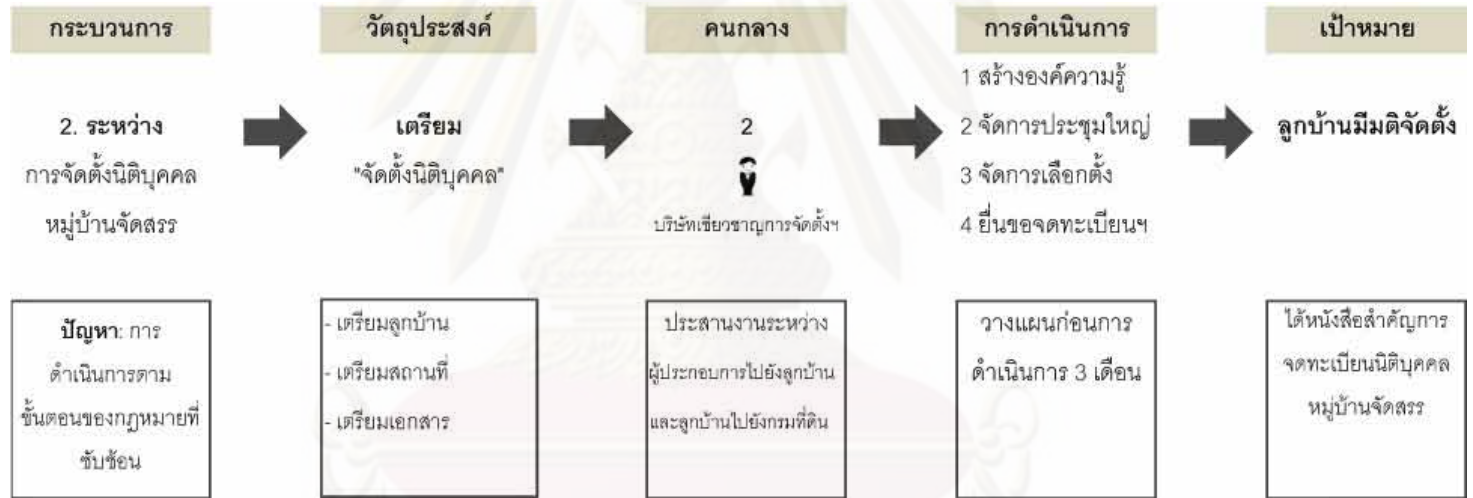 กระบวนการ
วัตถุประสงค์
คนกลาง
การดำเนินการ
เป้าหมาย
2. ระหว่าง
การจัดตั้งนิติบุคคล
หมู่บ้านจัดสรร
เตรียม
"จัดตั้งนิติบุคคล"
2
บริษัทเชี่ยวชาญการจัดตั้งฯ
1 สร้างองค์ความรู้
2 จัดการประชุมใหญ่
3 จัดการเลือกตั้ง
4 ยื่นขอจดทะเบียนฯ
ลูกบ้านมีมติจัดตั้ง
ปัญหา: การ
ดำเนินการตาม
ขั้นตอนของกฎหมายที่
ซับซ้อน
- เตรียมลูกบ้าน
- เตรียมสถานที่
- เตรียมเอกสาร
ประสานงานระหว่าง
ผู้ประกอบการไปยังลูกบ้าน
และลูกบ้านไปยังกรมที่ดิน
วางแผนก่อนการ
ดำเนินการ 3 เดือน
ได้หนังสือสำคัญการ
จดทะเบียนนิติบุคคล
หมู่บ้านจัดสรร